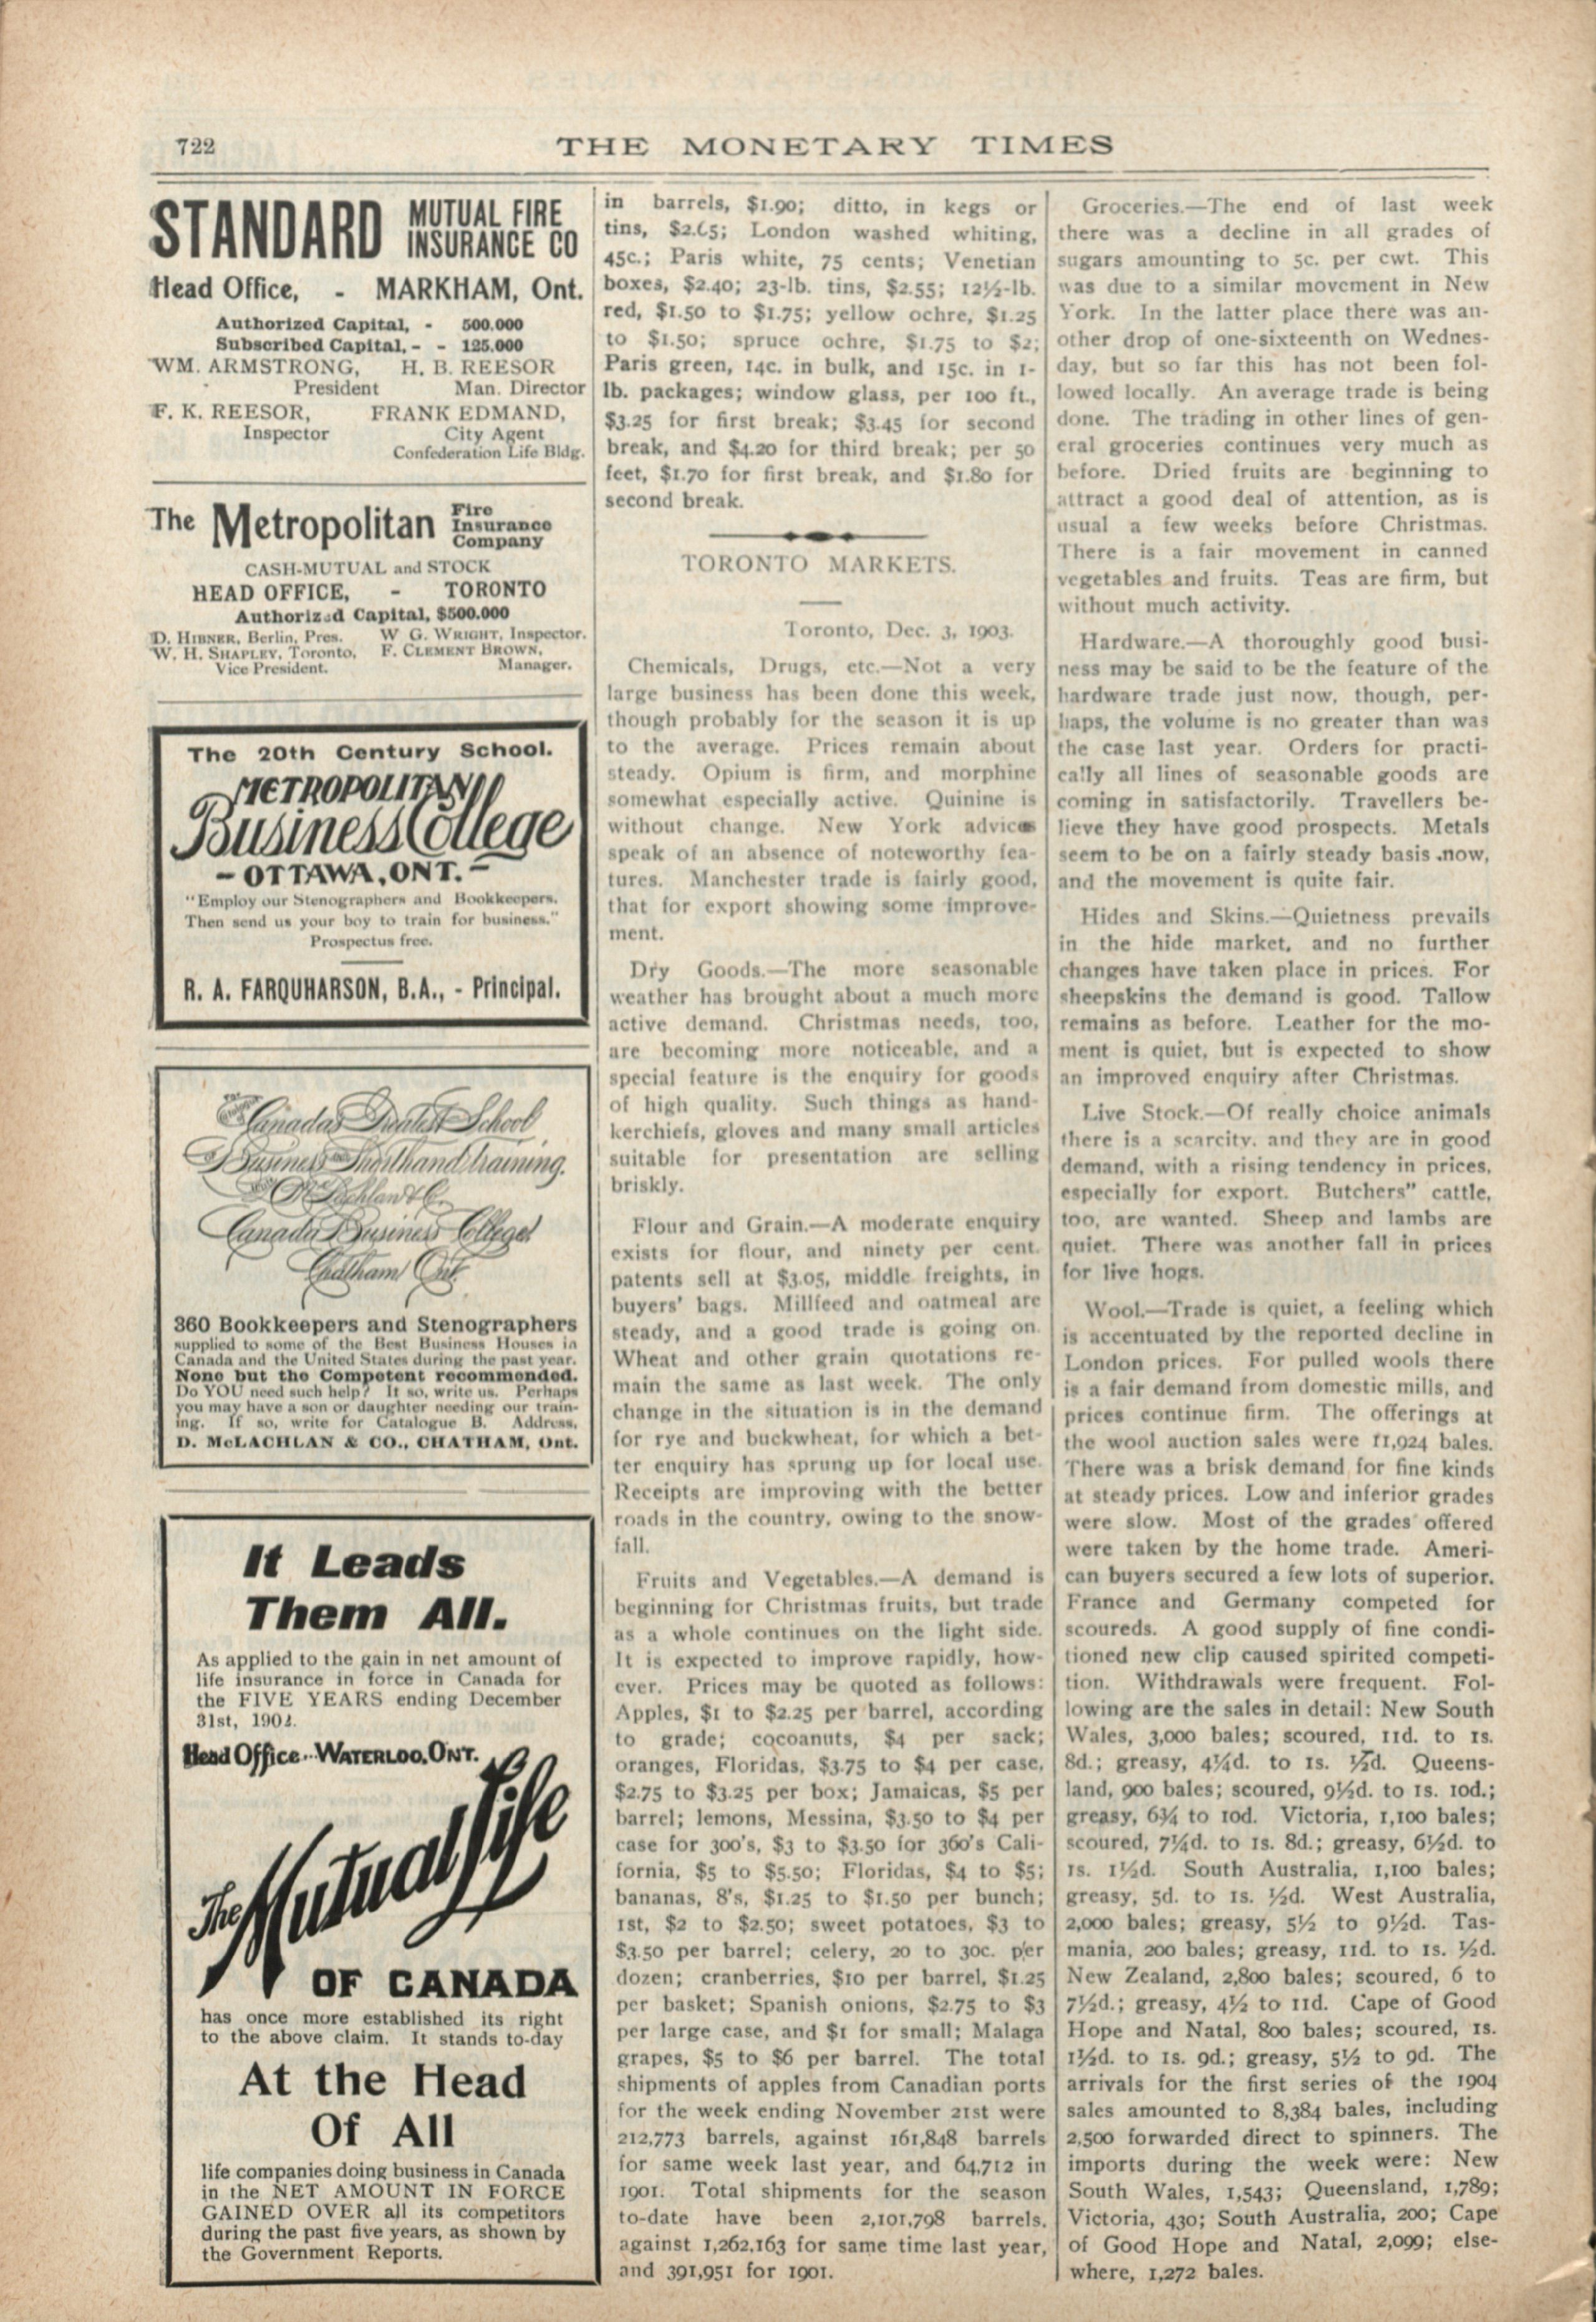 722
THE MONETARY TIMES
STANDARD MUTUAL FIRE
INSURANCE CO
Head Office, - MARKHAM, Ont.
Authorized Capital, - 500.000
Subscribed Capital, - - 125.000
WM. ARMSTRONG, H. B. REESOR
President Man. Director
F. K. REESOR, FRANK EDMAND,
Inspector City Agent
Confederation Life Bldg.
The Metropolitan Fire
Insurance
Company
CASH-MUTUAL and STOCK
HEAD OFFICE, - TORONTO
Authorized Capital, $500.000
D. HIBNER, Berlin, Pres. W G. WRIGHT, Inspector.
W. H. SHAPLEY, Toronto, F. CLEMENT BROWN,
Vice President. Manager.
The 20th Century School.
METROPOLITAN
Business College
- OTTAWA, ONT. -
"Employ our Stenographers and Bookkeepers.
Then send us your boy to train for business."
Prospectus free.
R. A. FARQUHARSON, B.A., - Principal.
Canada's Greatest School
of Business and Shorthand training.
D. McLachlan & Co.
Canada Business College
Chatham Ont.
360 Bookkeepers and Stenographers
supplied to some of the Best Business Houses in
Canada and the United States during the past year.
None but the Competent recommended.
Do YOU need such help? It so, write us. Perhaps
you may have a son or daughter needing our train-
ing. If so, write for Catalogue B. Address,
D. McLACHLAN & CO., CHATHAM, Ont.
It Leads
Them All.
As applied to the gain in net amount of
life insurance in force in Canada for
the FIVE YEARS ending December
31st, 1902.
Head Office.. WATERLOO, ONT.
The Mutual Life
OF CANADA
has once more established its right
to the above claim. It stands to-day
At the Head
Of All
life companies doing business in Canada
in the NET AMOUNT IN FORCE
GAINED OVER all its competitors
during the past five years, as shown by
the Government Reports.
in barrels, $1.90; ditto, in kegs or
tins, $2.65; London washed whiting,
45c.; Paris white, 75 cents; Venetian
boxes, $2.40; 23-lb. tins, $2.55; 12½-lb.
red, $1.50 to $1.75; yellow ochre, $1.25
to $1.50; spruce ochre, $1.75 to $2;
Paris green, 14c. in bulk, and 15c. in 1-
lb. packages; window glass, per 100 ft.,
$3.25 for first break; $3.45 for second
break, and $4.20 for third break; per 50
feet, $1.70 for first break, and $1.80 for
second break.
TORONTO MARKETS.
Toronto, Dec. 3, 1903.
Chemicals, Drugs, etc.—Not a very
large business has been done this week,
though probably for the season it is up
to the average. Prices remain about
steady. Opium is firm, and morphine
somewhat especially active. Quinine is
without change. New York advices
speak of an absence of noteworthy fea-
tures. Manchester trade is fairly good,
that for export showing some improve-
ment.
Dry Goods.—The more seasonable
weather has brought about a much more
active demand. Christmas needs, too,
are becoming more noticeable, and a
special feature is the enquiry for goods
of high quality. Such things as hand-
kerchiefs, gloves and many small articles
suitable for presentation are selling
briskly.
Flour and Grain.—A moderate enquiry
exists for flour, and ninety per cent.
patents sell at $3.05, middle freights, in
buyers' bags. Millfeed and oatmeal are
steady, and a good trade is going on.
Wheat and other grain quotations re-
main the same as last week. The only
change in the situation is in the demand
for rye and buckwheat, for which a bet-
ter enquiry has sprung up for local use.
Receipts are improving with the better
roads in the country, owing to the snow-
fall.
Fruits and Vegetables.—A demand is
beginning for Christmas fruits, but trade
as a whole continues on the light side.
It is expected to improve rapidly, how-
ever. Prices may be quoted as follows:
Apples, $1 to $2.25 per barrel, according
to grade; cocoanuts, $4 per sack;
oranges, Floridas, $3.75 to $4 per case,
$2.75 to $3.25 per box; Jamaicas, $5 per
barrel; lemons, Messina, $3.50 to $4 per
case for 300's, $3 to $3.50 for 360's Cali-
fornia, $5 to $5.50; Floridas, $4 to $5;
bananas, 8's, $1.25 to $1.50 per bunch;
1st, $2 to $2.50; sweet potatoes, $3 to
$3.50 per barrel; celery, 20 to 30c. per
dozen; cranberries, $10 per barrel, $1.25
per basket; Spanish onions, $2.75 to $3
per large case, and $1 for small; Malaga
grapes, $5 to $6 per barrel. The total
shipments of apples from Canadian ports
for the week ending November 21st were
212,773 barrels, against 161,848 barrels
for same week last year, and 64,712 in
1901. Total shipments for the season
to-date have been 2,101,798 barrels,
against 1,262,163 for same time last year,
and 391,951 for 1901.
Groceries.—The end of last week
there was a decline in all grades of
sugars amounting to 5c. per cwt. This
was due to a similar movement in New
York. In the latter place there was an-
other drop of one-sixteenth on Wednes-
day, but so far this has not been fol-
lowed locally. An average trade is being
done. The trading in other lines of gen-
eral groceries continues very much as
before. Dried fruits are beginning to
attract a good deal of attention, as is
usual a few weeks before Christmas.
There is a fair movement in canned
vegetables and fruits. Teas are firm, but
without much activity.
Hardware.—A thoroughly good busi-
ness may be said to be the feature of the
hardware trade just now, though, per-
haps, the volume is no greater than was
the case last year. Orders for practi-
cally all lines of seasonable goods are
coming in satisfactorily. Travellers be-
lieve they have good prospects. Metals
seem to be on a fairly steady basis now,
and the movement is quite fair.
Hides and Skins.—Quietness prevails
in the hide market, and no further
changes have taken place in prices. For
sheepskins the demand is good. Tallow
remains as before. Leather for the mo-
ment is quiet, but is expected to show
an improved enquiry after Christmas.
Live Stock.—Of really choice animals
there is a scarcity, and they are in good
demand, with a rising tendency in prices,
especially for export. Butchers" cattle,
too, are wanted. Sheep and lambs are
quiet. There was another fall in prices
for live hogs.
Wool.—Trade is quiet, a feeling which
is accentuated by the reported decline in
London prices. For pulled wools there
is a fair demand from domestic mills, and
prices continue firm. The offerings at
the wool auction sales were 11,924 bales.
There was a brisk demand for fine kinds
at steady prices. Low and inferior grades
were slow. Most of the grades offered
were taken by the home trade. Ameri-
can buyers secured a few lots of superior.
France and Germany competed for
scoureds. A good supply of fine condi-
tioned new clip caused spirited competi-
tion. Withdrawals were frequent. Fol-
lowing are the sales in detail: New South
Wales, 3,000 bales; scoured, 11d. to 1s.
8d.; greasy, 4¼d. to 1s. ½d. Queens-
land, 900 bales; scoured, 9½d. to 1s. 10d.;
greasy, 6¾ to 10d. Victoria, 1,100 bales;
scoured, 7¼d. to 1s. 8d.; greasy, 6½d. to
1s. 1½d. South Australia, 1,100 bales;
greasy, 5d. to 1s. ½d. West Australia,
2,000 bales; greasy, 5½ to 9½d. Tas-
mania, 200 bales; greasy, 11d. to 1s. ½d.
New Zealand, 2,800 bales; scoured, 6 to
7½d.; greasy, 4½ to 11d. Cape of Good
Hope and Natal, 800 bales; scoured, 1s.
1½d. to 1s. 9d.; greasy, 5½ to 9d. The
arrivals for the first series of the 1904
sales amounted to 8,384 bales, including
2,500 forwarded direct to spinners. The
imports during the week were: New
South Wales, 1,543; Queensland, 1,789;
Victoria, 430; South Australia, 200; Cape
of Good Hope and Natal, 2,099; else-
where, 1,272 bales.